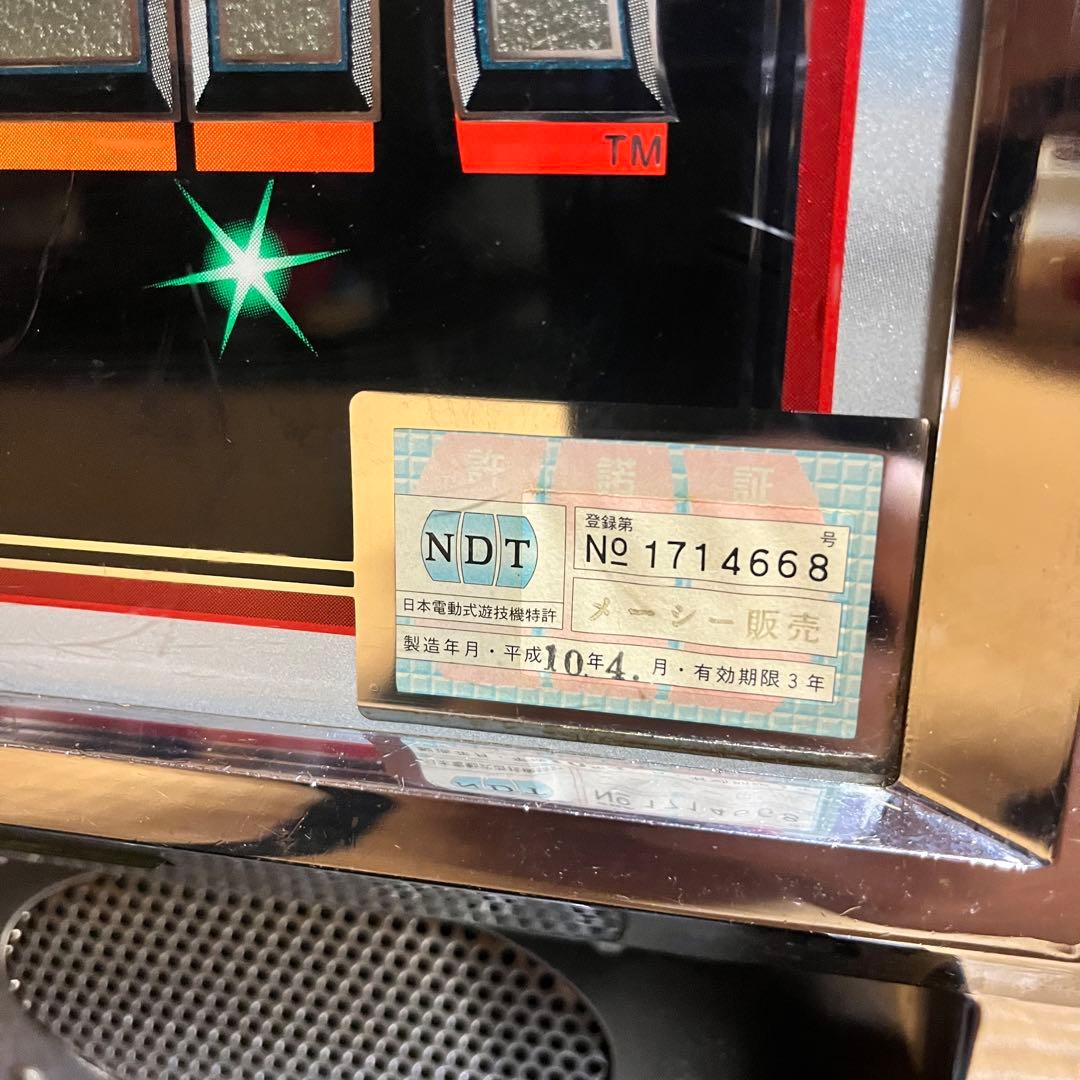 TM
許諾証
NDT
日本電動式遊技機特許
登録第
号
№ 1714668
メーシー販売
製造年月・平成10.年4.月・有効期限3年